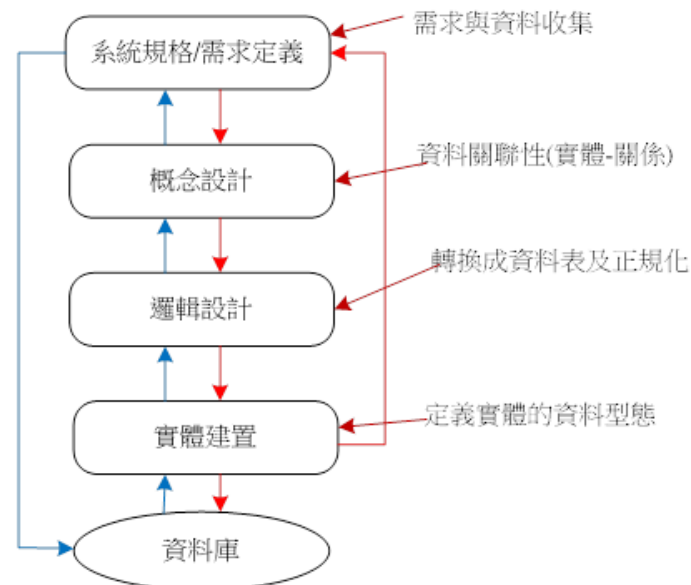 需求與資料收集
系統規格/需求定義
資料關聯性(實體-關係)
概念設計
轉換成資料表及正規化
邏輯設計
定義實體的資料型態
實體建置
資料庫